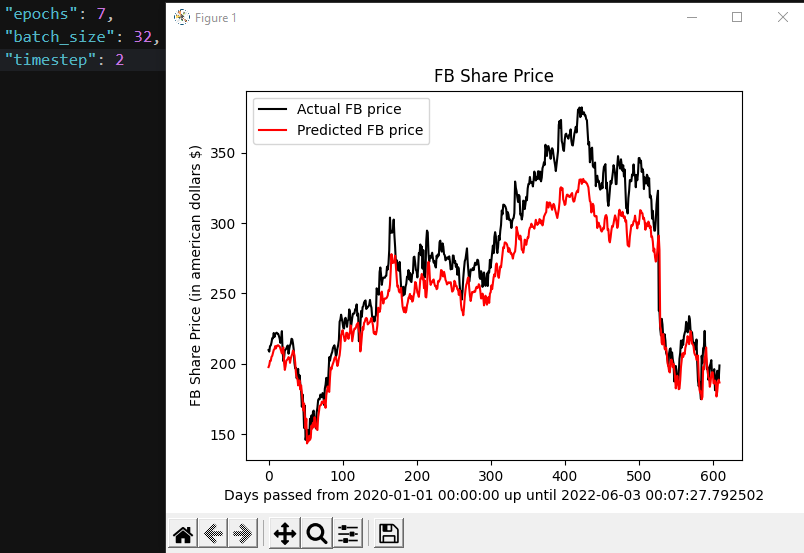 "epochs": 7,
"batch_size": 32,
"timestep": 2
Figure 1
FB Share Price
Actual FB price
Predicted FB price
FB Share Price (in american dollars $)
350
300
250
200
150
0 100 200 300 400 500 600
Days passed from 2020-01-01 00:00:00 up until 2022-06-03 00:07:27.792502